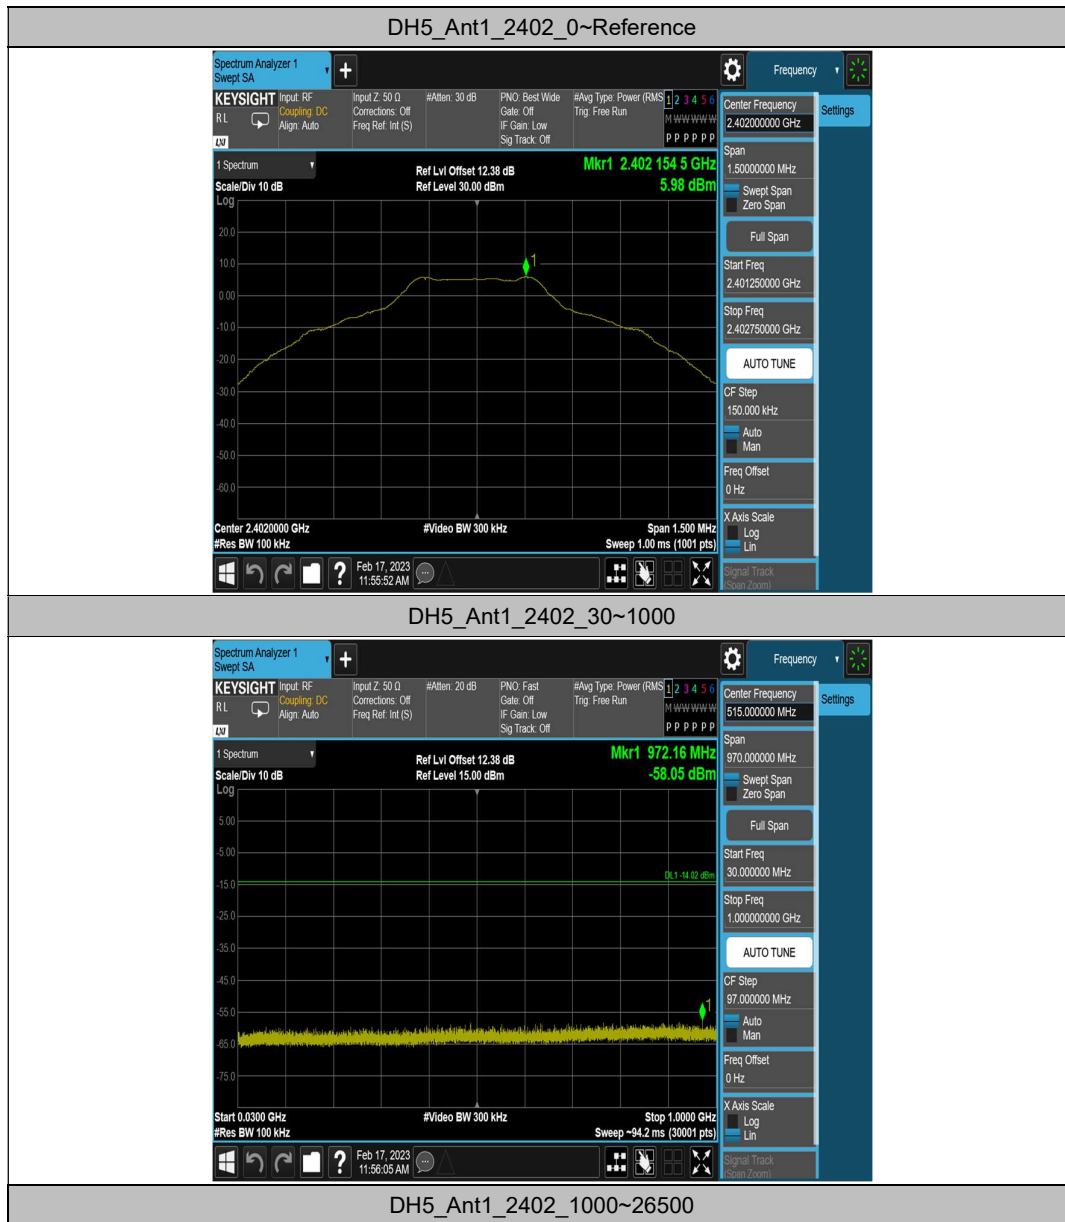 DH5_Ant1_2402_0~Reference
Spectrum Analyzer 1
Swept SA
+
Frequency
KEYSIGHT
RL
LXI
Input: RF
Coupling: DC
Align: Auto
Input Z: 50 Ω
Corrections: Off
Freq Ref: Int (S)
#Atten: 30 dB
PNO: Best Wide
Gate: Off
IF Gain: Low
Sig Track: Off
#Avg Type: Power (RMS
Trig: Free Run
1 2 3 4 5 6
M W W W W W
P P P P P P
Center Frequency
2.402000000 GHz
Settings
Span
1.50000000 MHz
Swept Span
Zero Span
Full Span
Start Freq
2.401250000 GHz
Stop Freq
2.402750000 GHz
AUTO TUNE
CF Step
150.000 kHz
Auto
Man
Freq Offset
0 Hz
X Axis Scale
Log
Lin
Signal Track
(Span Zoom)
1 Spectrum
Scale/Div 10 dB
Log
Ref Lvl Offset 12.38 dB
Ref Level 30.00 dBm
Mkr1 2.402 154 5 GHz
5.98 dBm
20.0
10.0
0.00
-10.0
-20.0
-30.0
-40.0
-50.0
-60.0
1
Center 2.4020000 GHz
#Res BW 100 kHz
#Video BW 300 kHz
Span 1.500 MHz
Sweep 1.00 ms (1001 pts)
?
Feb 17, 2023
11:55:52 AM
DH5_Ant1_2402_30~1000
Spectrum Analyzer 1
Swept SA
+
Frequency
KEYSIGHT
RL
LXI
Input: RF
Coupling: DC
Align: Auto
Input Z: 50 Ω
Corrections: Off
Freq Ref: Int (S)
#Atten: 20 dB
PNO: Fast
Gate: Off
IF Gain: Low
Sig Track: Off
#Avg Type: Power (RMS
Trig: Free Run
1 2 3 4 5 6
M W W W W W
P P P P P P
Center Frequency
515.000000 MHz
Settings
Span
970.000000 MHz
Swept Span
Zero Span
Full Span
Start Freq
30.000000 MHz
Stop Freq
1.000000000 GHz
AUTO TUNE
CF Step
97.000000 MHz
Auto
Man
Freq Offset
0 Hz
X Axis Scale
Log
Lin
Signal Track
(Span Zoom)
1 Spectrum
Scale/Div 10 dB
Log
Ref Lvl Offset 12.38 dB
Ref Level 15.00 dBm
Mkr1 972.16 MHz
-58.05 dBm
5.00
-5.00
DL1 -14.02 dBm
-15.0
-25.0
-35.0
-45.0
-55.0
-65.0
-75.0
1
Start 0.0300 GHz
#Res BW 100 kHz
#Video BW 300 kHz
Stop 1.0000 GHz
Sweep ~94.2 ms (30001 pts)
?
Feb 17, 2023
11:56:05 AM
DH5_Ant1_2402_1000~26500